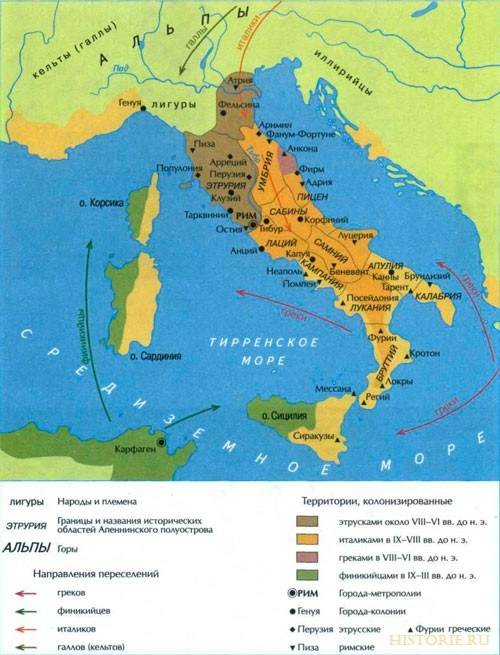 АЛЬПЫ
кельты (галлы)
галлы
италики
иллирийцы
Под
Атрия
Генуя
лигуры
Фельсина
Аримин
Фанум-Фортуне
Пиза
Анкона
Арреций
Тибр
УМБРИЯ
Популония
Перузия
Фирм
ЭТРУРИЯ
Адрия
Клузий
ПИЦЕН
о. Корсика
Тарквинии
САБИНЫ
РИМ
Тибур
Корфиний
Остия
Анций
ЛАЦИЙ
САМНИЙ
Луцерия
Капуя
АПУЛИЯ
Неаполь
КАМПАНИЯ
Беневент
Канны
Брундизий
Помпеи
Тарент
Посейдония
КАЛАБРИЯ
ЛУКАНИЯ
греки
греки
греки
Фурии
финикийцы
о. Сардиния
ТИРРЕНСКОЕ
МОРЕ
БРУТТИЙ
Кротон
Мессана
Локры
Регий
о. Сицилия
Сиракузы
Карфаген
СРЕДИЗЕМНОЕ МОРЕ
лигуры Народы и племена
ЭТРУРИЯ Границы и названия исторических
областей Апеннинского полуострова
АЛЬПЫ Горы
Направления переселений
греков
финикийцев
италиков
галлов (кельтов)
Территории, колонизированные
этрусками около VIII–VI вв. до н. э.
италиками в IX–VIII вв. до н. э.
греками в VIII–VI вв. до н. э.
финикийцами в IX–III вв. до н. э.
РИМ Города-метрополии
Генуя Города-колонии
Перузия этрусские Фурии греческие
Пиза римские
HISTORIE.RU